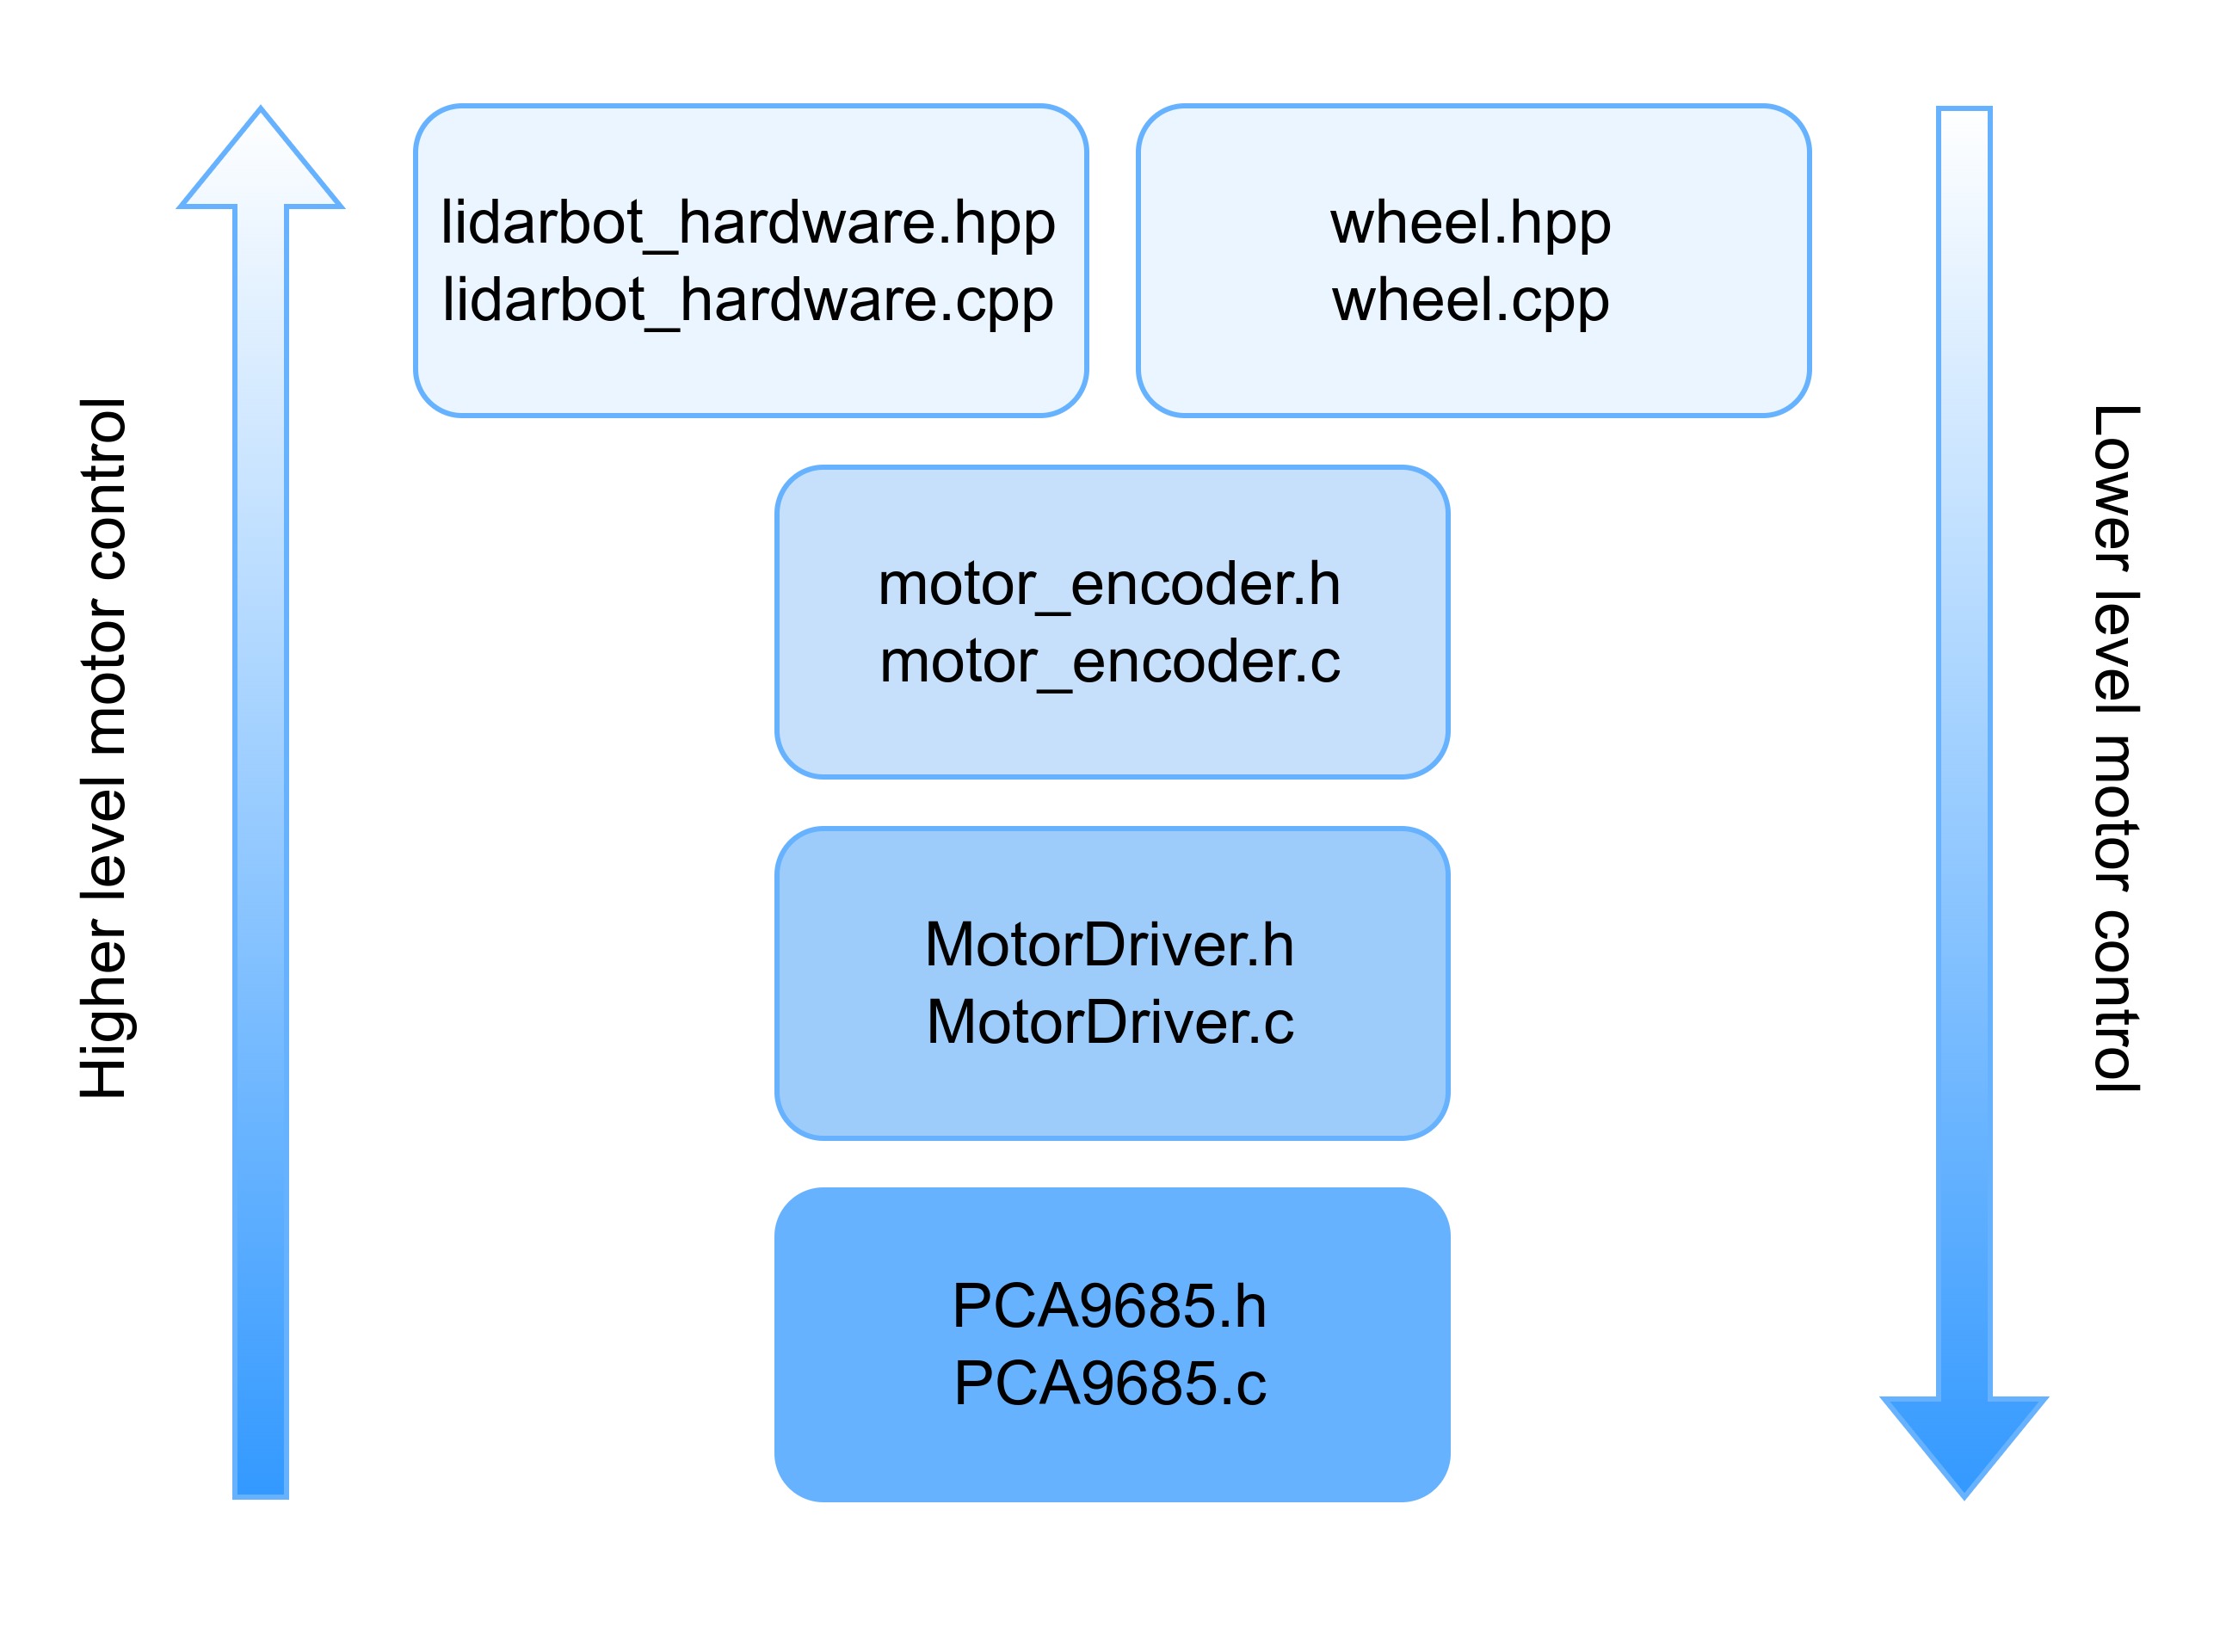 Higher level motor control
lidarbot_hardware.hpp
lidarbot_hardware.cpp
wheel.hpp
wheel.cpp
motor_encoder.h
motor_encoder.c
MotorDriver.h
MotorDriver.c
PCA9685.h
PCA9685.c
Lower level motor control